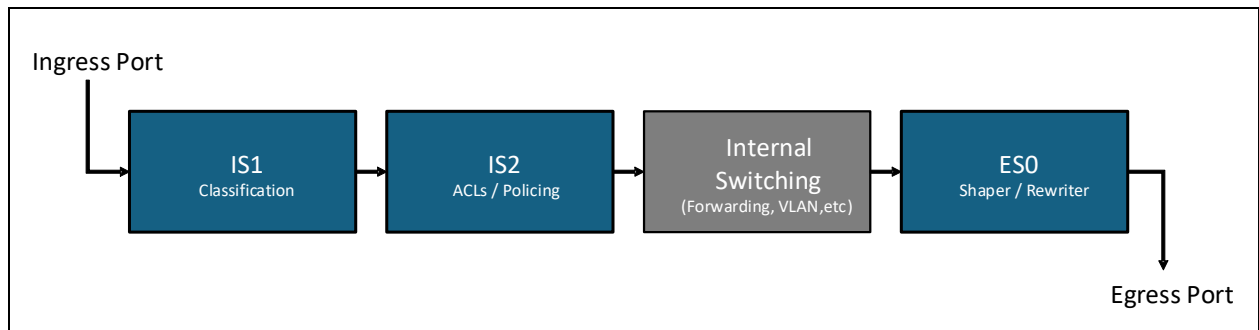 Ingress Port
IS1
Classification
IS2
ACLs / Policing
Internal
Switching
(Forwarding, VLAN,etc)
ES0
Shaper / Rewriter
Egress Port